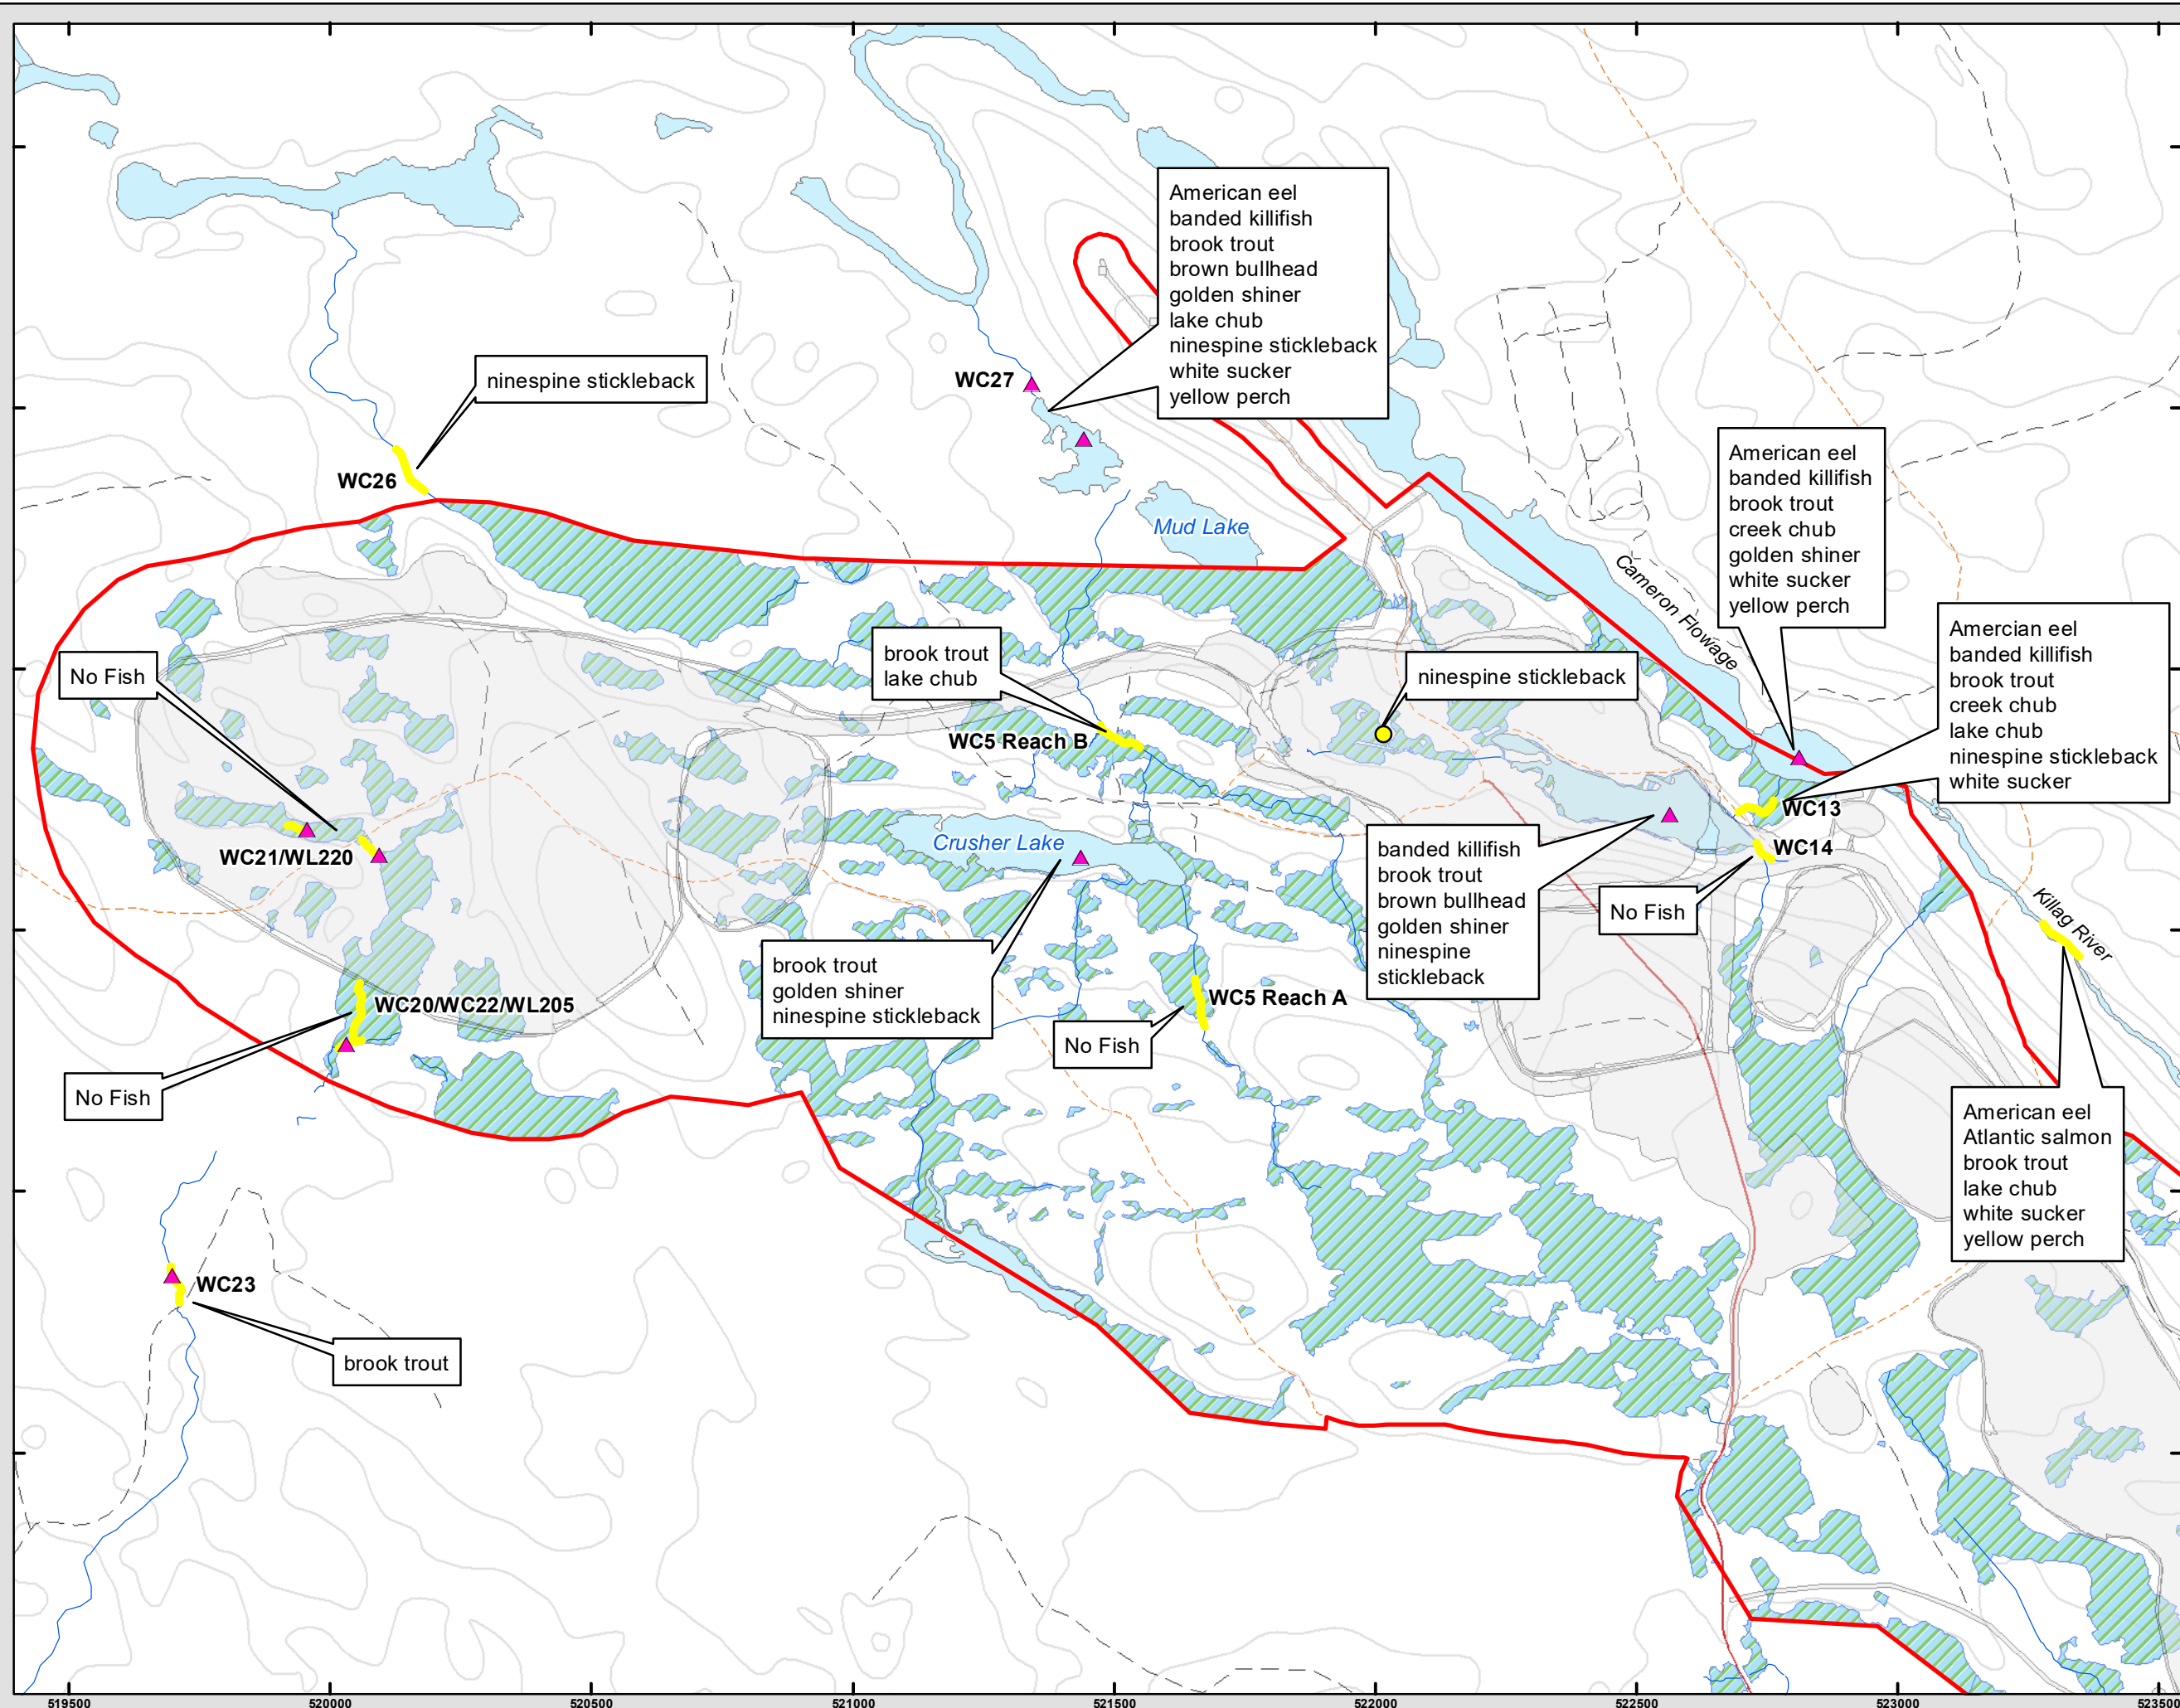 American eel
banded killifish
brook trout
brown bullhead
golden shiner
lake chub
ninespine stickleback
white sucker
yellow perch
WC27
ninespine stickleback
WC26
Mud Lake
American eel
banded killifish
brook trout
creek chub
golden shiner
white sucker
yellow perch
Cameron Flowage
Amercian eel
banded killifish
brook trout
creek chub
lake chub
ninespine stickleback
white sucker
No Fish
brook trout
lake chub
ninespine stickleback
WC5 Reach B
WC13
WC14
Crusher Lake
WC21/WL220
banded killifish
brook trout
brown bullhead
golden shiner
ninespine
stickleback
No Fish
Killag River
brook trout
golden shiner
ninespine stickleback
WC20/WC22/WL205
WC5 Reach A
No Fish
No Fish
American eel
Atlantic salmon
brook trout
lake chub
white sucker
yellow perch
WC23
brook trout
519500 520000 520500 521000 521500 522000 522500 523000 523500